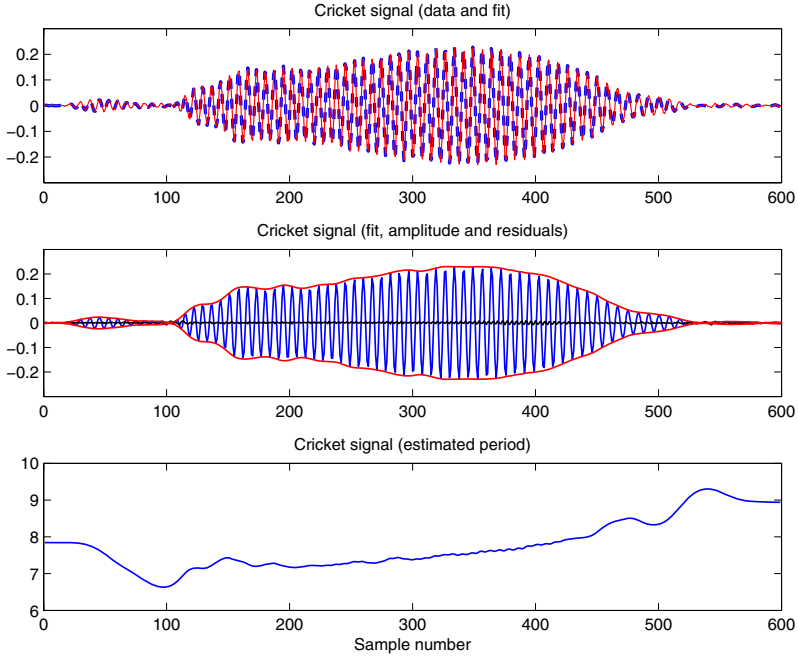 Cricket signal (data and fit)
0.2
0.1
0
−0.1
−0.2
0 100 200 300 400 500 600
Cricket signal (fit, amplitude and residuals)
0.2
0.1
0
−0.1
−0.2
0 100 200 300 400 500 600
Cricket signal (estimated period)
10
9
8
7
6
0 100 200 300 400 500 600
Sample number